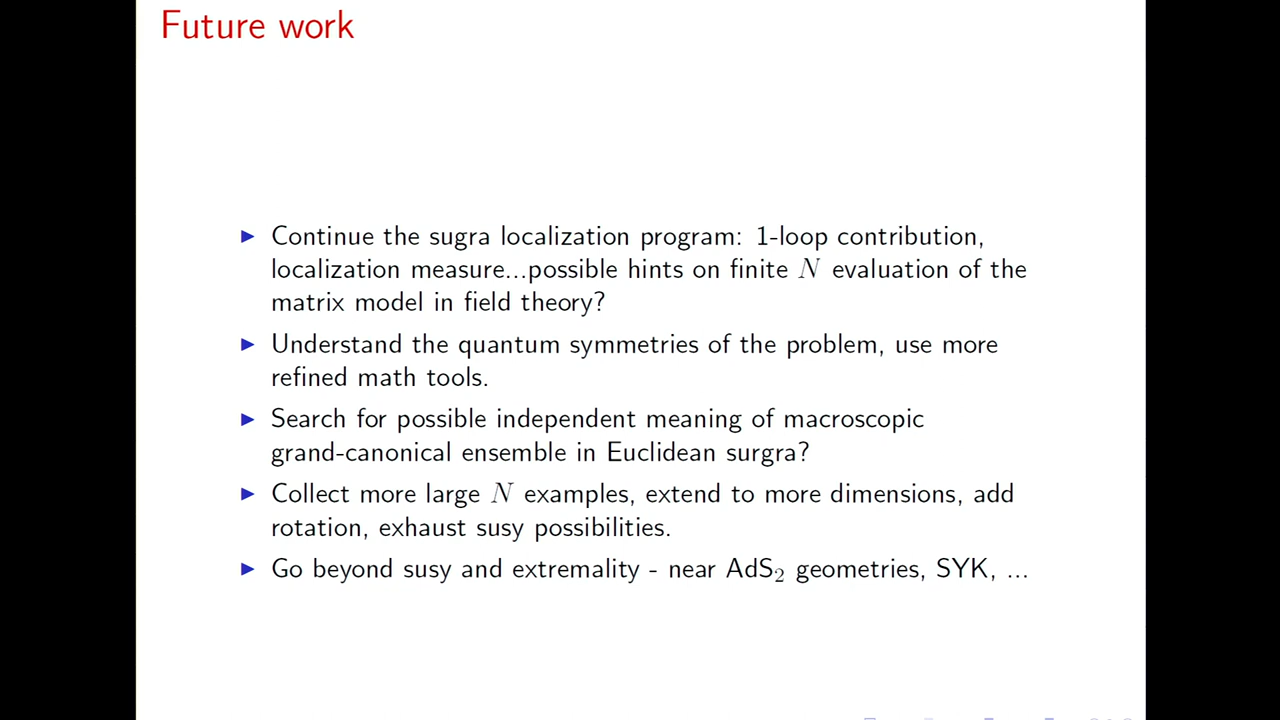 Future work
▶ Continue the sugra localization program: 1-loop contribution,
localization measure...possible hints on finite N evaluation of the
matrix model in field theory?
▶ Understand the quantum symmetries of the problem, use more
refined math tools.
▶ Search for possible independent meaning of macroscopic
grand-canonical ensemble in Euclidean surgra?
▶ Collect more large N examples, extend to more dimensions, add
rotation, exhaust susy possibilities.
▶ Go beyond susy and extremality - near AdS₂ geometries, SYK, ...